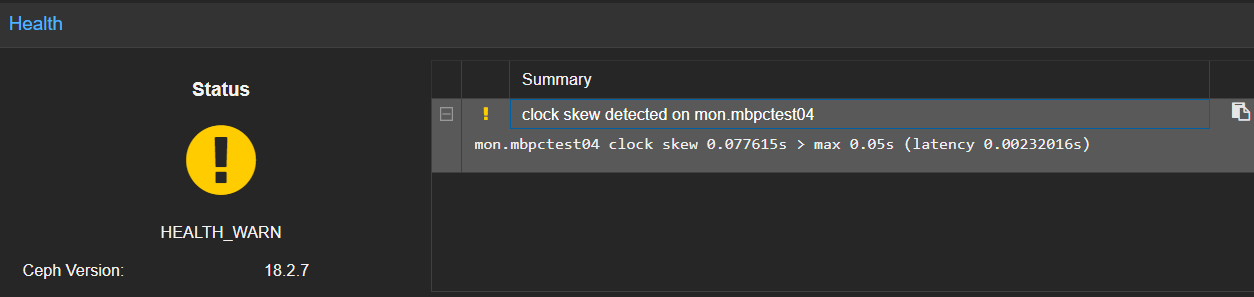 Health
Status
HEALTH_WARN
Ceph Version: 18.2.7
Summary
clock skew detected on mon.mbpctest04
mon.mbpctest04 clock skew 0.077615s > max 0.05s (latency 0.00232016s)